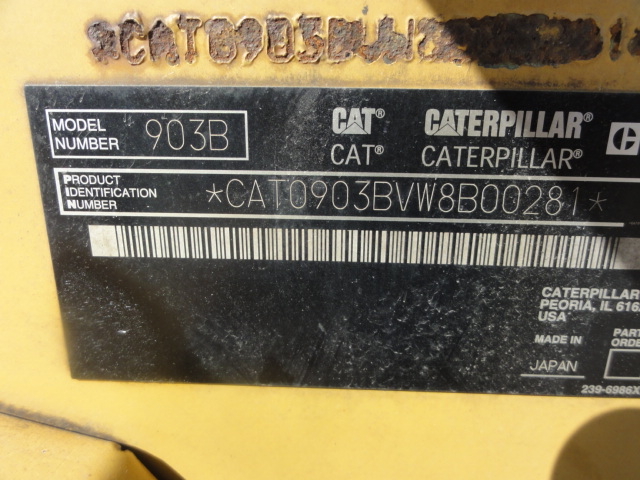 MODEL NUMBER 903B
CAT® CATERPILLAR®
CAT® CATERPILLAR®
PRODUCT IDENTIFICATION NUMBER *CAT0903BVW8B00281*
CATERPILLAR
PEORIA, IL
USA
MADE IN
JAPAN
239-6986X